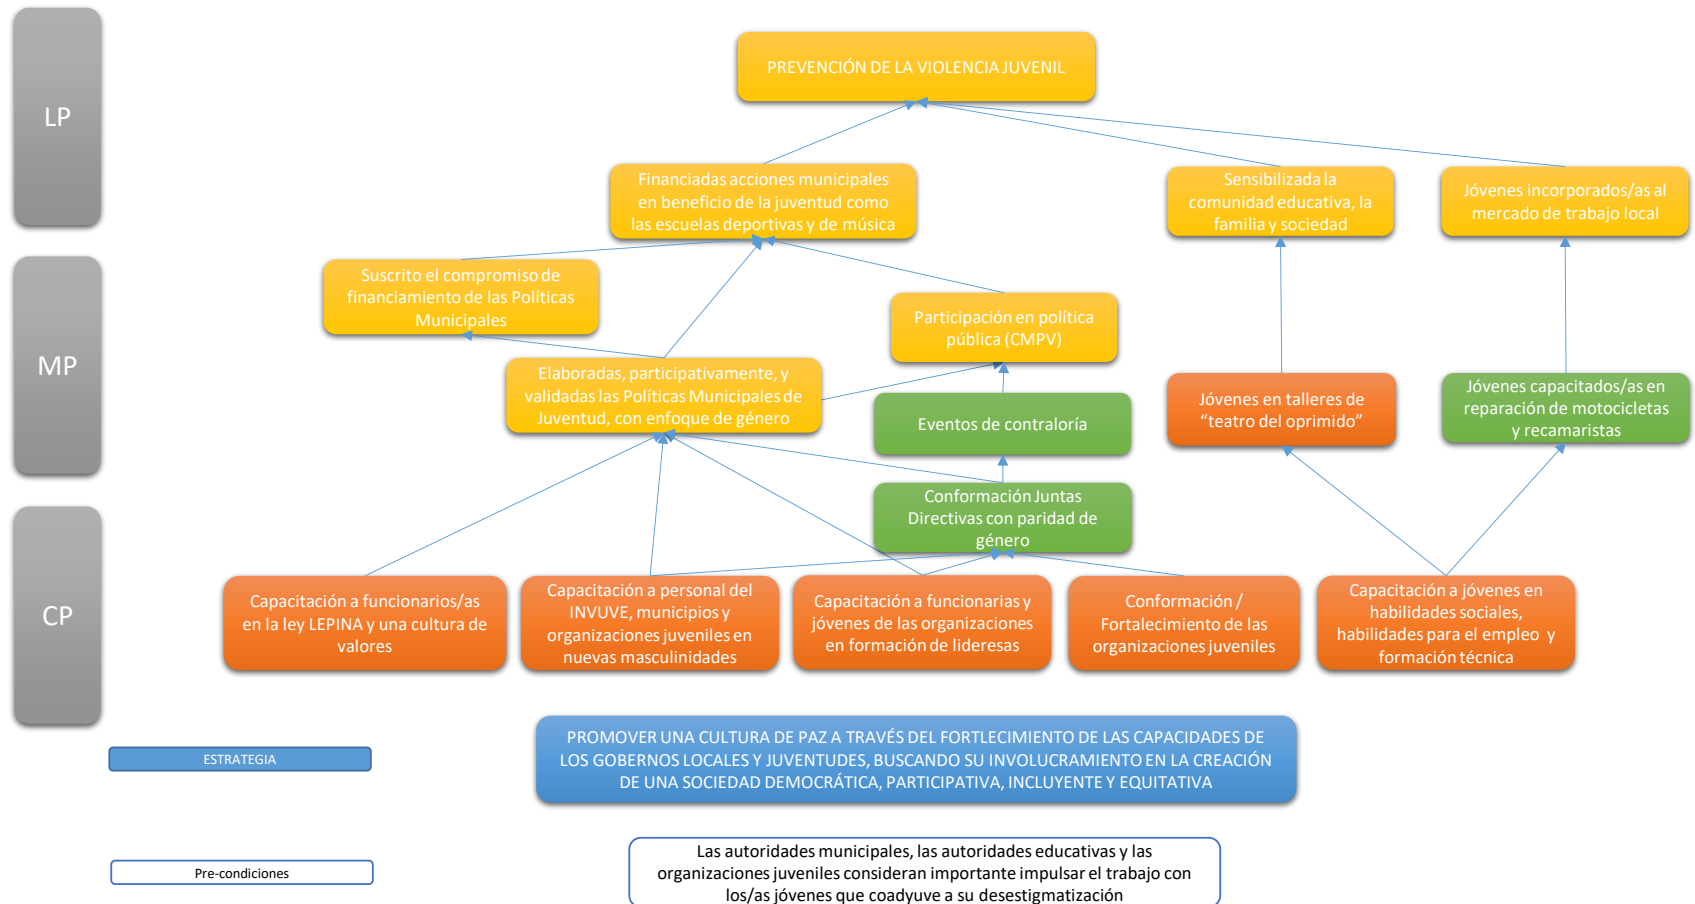 LP
PREVENCIÓN DE LA VIOLENCIA JUVENIL
Financiadas acciones municipales
en beneficio de la juventud como
las escuelas deportivas y de música
Sensibilizada la
comunidad educativa, la
familia y sociedad
Jóvenes incorporados/as al
mercado de trabajo local
MP
Suscrito el compromiso de
financiamiento de las Políticas
Municipales
Participación en política
pública (CMPV)
Elaboradas, participativamente, y
validadas las Políticas Municipales de
Juventud, con enfoque de género
Eventos de contraloría
Jóvenes en talleres de
“teatro del oprimido”
Jóvenes capacitados/as en
reparación de motocicletas
y recamaristas
CP
Conformación Juntas
Directivas con paridad de
género
Capacitación a funcionarios/as
en la ley LEPINA y una cultura de
valores
Capacitación a personal del
INVUVE, municipios y
organizaciones juveniles en
nuevas masculinidades
Capacitación a funcionarias y
jóvenes de las organizaciones
en formación de lideresas
Conformación /
Fortalecimiento de las
organizaciones juveniles
Capacitación a jóvenes en
habilidades sociales,
habilidades para el empleo y
formación técnica
ESTRATEGIA
PROMOVER UNA CULTURA DE PAZ A TRAVÉS DEL FORTLECIMIENTO DE LAS CAPACIDADES DE
LOS GOBERNOS LOCALES Y JUVENTUDES, BUSCANDO SU INVOLUCRAMIENTO EN LA CREACIÓN
DE UNA SOCIEDAD DEMOCRÁTICA, PARTICIPATIVA, INCLUYENTE Y EQUITATIVA
Pre-condiciones
Las autoridades municipales, las autoridades educativas y las
organizaciones juveniles consideran importante impulsar el trabajo con
los/as jóvenes que coadyuve a su desestigmatización